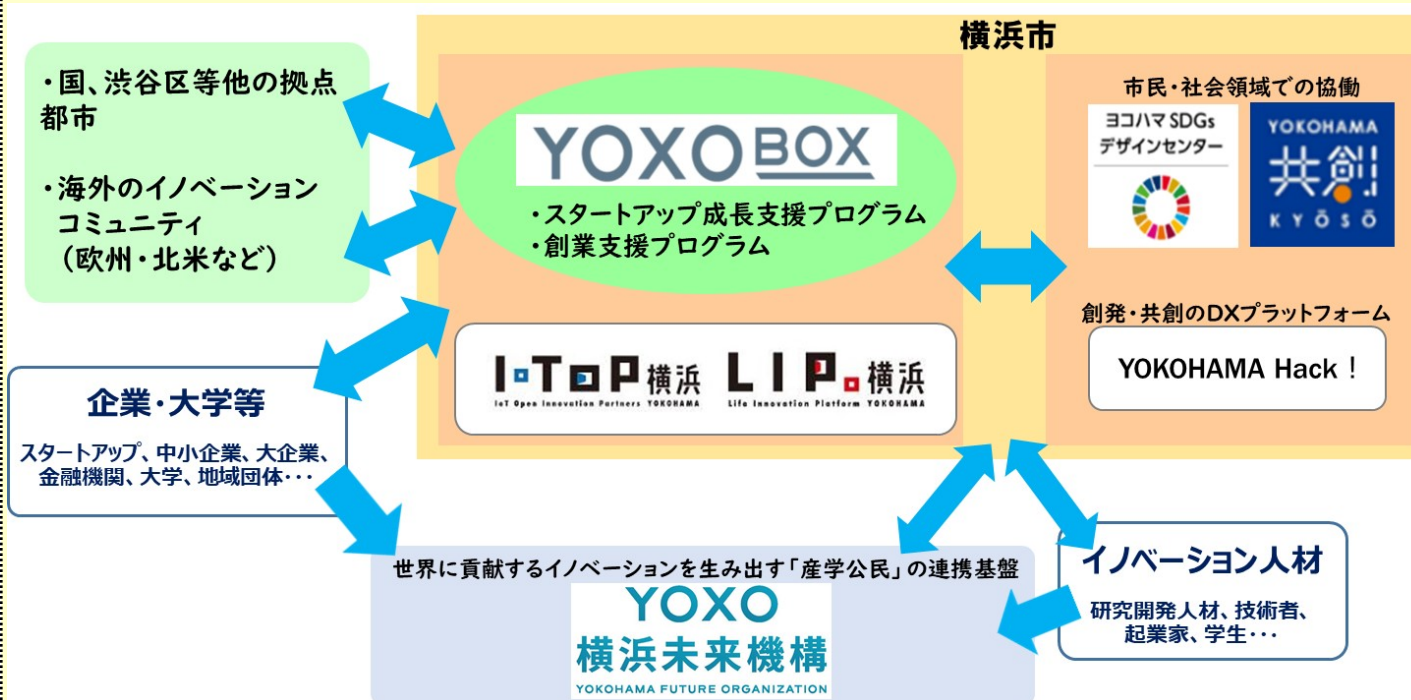 横浜市
・国、渋谷区等他の拠点
都市
・海外のイノベーション
コミュニティ
（欧州・北米など）
YOXO BOX
・スタートアップ成長支援プログラム
・創業支援プログラム
市民・社会領域での協働
ヨコハマ SDGs
デザインセンター
YOKOHAMA
共創
KYŌSŌ
創発・共創のDXプラットフォーム
YOKOHAMA Hack！
I・TOP横浜
IoT Open Innovation Partners YOKOHAMA
LIP.横浜
Life Innovation Platform YOKOHAMA
企業・大学等
スタートアップ、中小企業、大企業、
金融機関、大学、地域団体･･･
世界に貢献するイノベーションを生み出す「産学公民」の連携基盤
YOXO
横浜未来機構
YOKOHAMA FUTURE ORGANIZATION
イノベーション人材
研究開発人材、技術者、
起業家、学生･･･